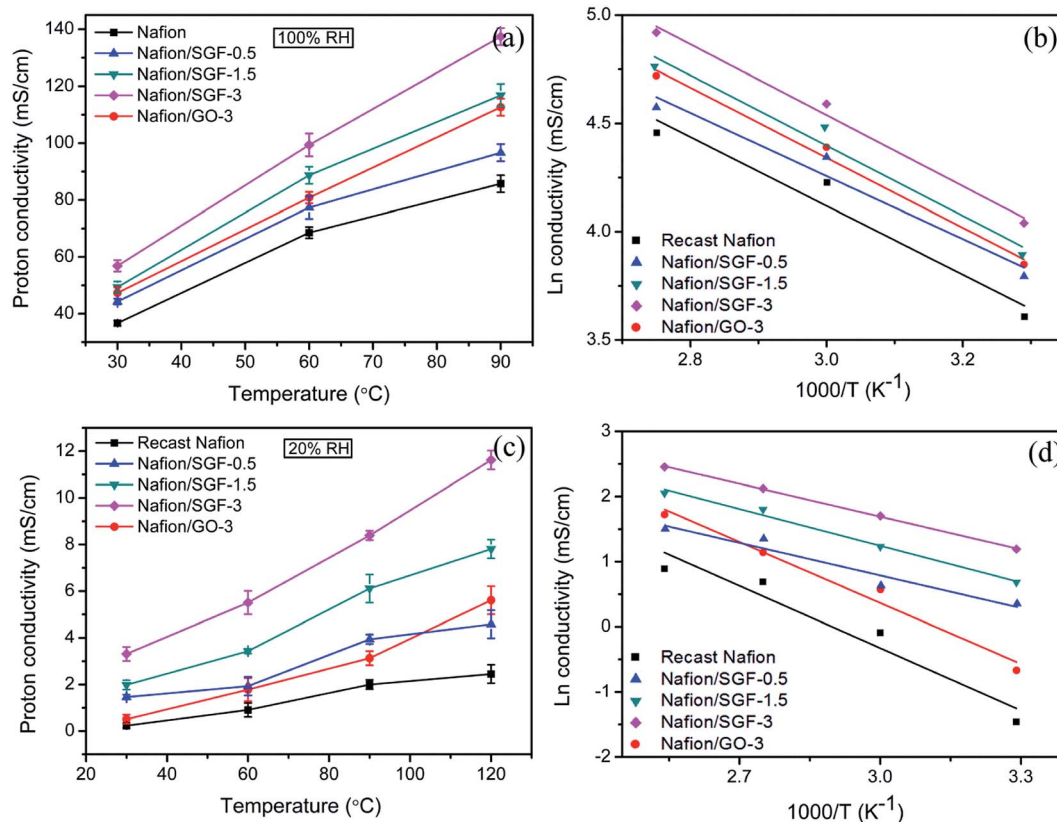 (a)
100% RH
Nafion
Nafion/SGF-0.5
Nafion/SGF-1.5
Nafion/SGF-3
Nafion/GO-3
140
120
100
80
60
40
Proton conductivity (mS/cm)
30 40 50 60 70 80 90
Temperature (°C)
(b)
5.0
4.5
4.0
3.5
Ln conductivity (mS/cm)
Recast Nafion
Nafion/SGF-0.5
Nafion/SGF-1.5
Nafion/SGF-3
Nafion/GO-3
2.8 3.0 3.2
1000/T (K-1)
(c)
20% RH
Recast Nafion
Nafion/SGF-0.5
Nafion/SGF-1.5
Nafion/SGF-3
Nafion/GO-3
12
10
8
6
4
2
0
Proton conductivity (mS/cm)
20 40 60 80 100 120
Temperature (°C)
(d)
3
2
1
0
-1
-2
Ln conductivity (mS/cm)
Recast Nafion
Nafion/SGF-0.5
Nafion/SGF-1.5
Nafion/SGF-3
Nafion/GO-3
2.7 3.0 3.3
1000/T (K-1)